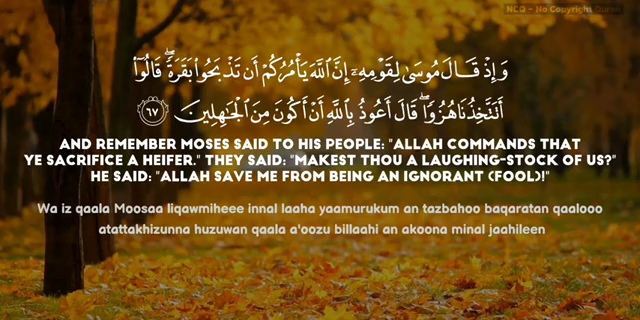 NCQ - No Copyright Quran
وَإِذْ قَالَ مُوسَىٰ لِقَوْمِهِۦٓ إِنَّ ٱللَّهَ يَأْمُرُكُمْ أَن تَذْبَحُوا۟ بَقَرَةً ۖ قَالُوٓا۟
أَتَتَّخِذُنَا هُزُوًا ۖ قَالَ أَعُوذُ بِٱللَّهِ أَنْ أَكُونَ مِنَ ٱلْجَـٰهِلِينَ ٦٧
AND REMEMBER MOSES SAID TO HIS PEOPLE: "ALLAH COMMANDS THAT
YE SACRIFICE A HEIFER." THEY SAID: "MAKEST THOU A LAUGHING-STOCK OF US?"
HE SAID: "ALLAH SAVE ME FROM BEING AN IGNORANT (FOOL)!"
Wa iz qaala Moosaa liqawmiheee innal laaha yaamurukum an tazbahoo baqaratan qaalooo
atattakhizunna huzuwan qaala a'oozu billaahi an akoona minal jaahileen